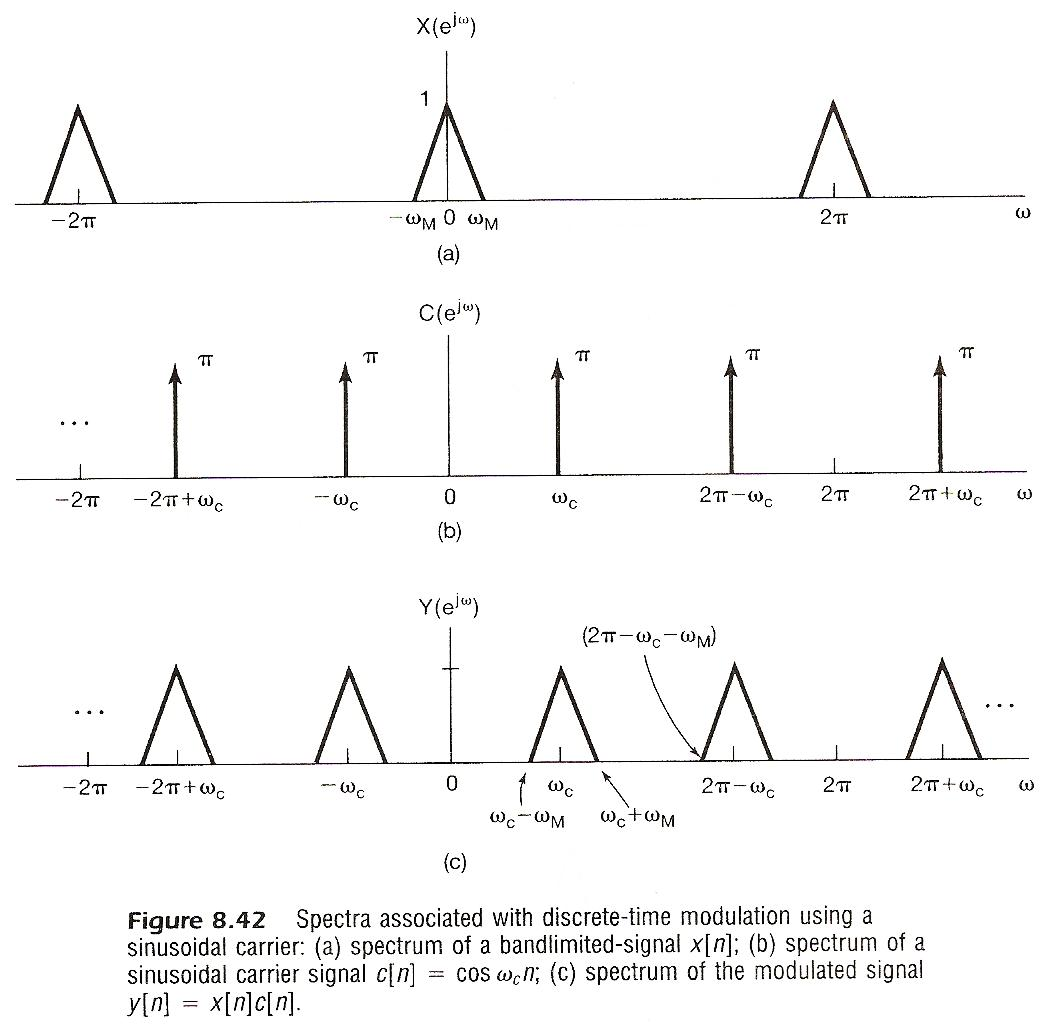 X(e^jω)
1
−2π −ω_M 0 ω_M 2π ω
(a)
C(e^jω)
π π π π π
...
−2π −2π+ω_c −ω_c 0 ω_c 2π−ω_c 2π 2π+ω_c ω
(b)
Y(e^jω)
(2π−ω_c−ω_M)
... ...
−2π −2π+ω_c −ω_c 0 ω_c 2π−ω_c 2π 2π+ω_c ω
ω_c−ω_M ω_c+ω_M
(c)
Figure 8.42 Spectra associated with discrete-time modulation using a
sinusoidal carrier: (a) spectrum of a bandlimited-signal x[n]; (b) spectrum of a
sinusoidal carrier signal c[n] = cos ω_c n; (c) spectrum of the modulated signal
y[n] = x[n]c[n].